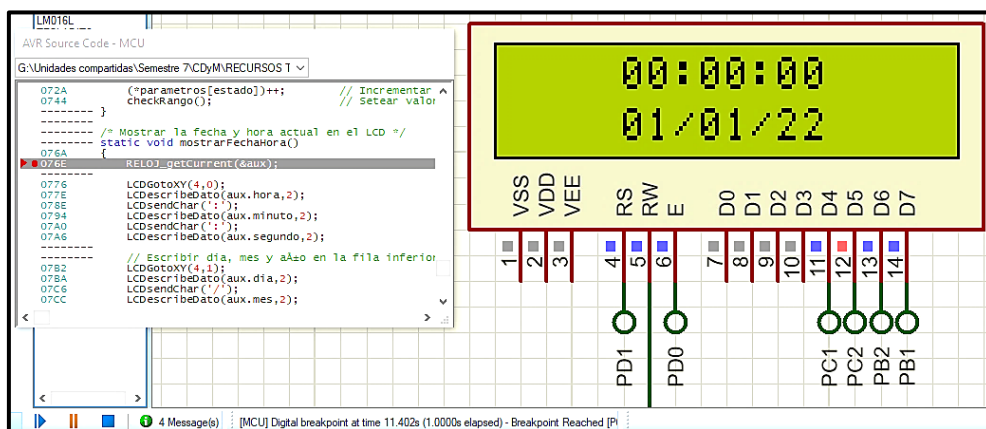 LM016L
AVR Source Code - MCU
G:\Unidades compartidas\Semestre 7\CDyM\RECURSOS T
072A (*parametros[estado])++; // Incrementar
0744 checkRango(); // Setear valor
-------- }
--------
-------- /* Mostrar la fecha y hora actual en el LCD */
-------- static void mostrarFechaHora()
076A {
076E RELOJ_getCurrent(&aux);
--------
0776 LCDGotoXY(4,0);
077E LCDescribeDato(aux.hora,2);
078E LCDsendChar(':');
0794 LCDescribeDato(aux.minuto,2);
07A0 LCDsendChar(':');
07A6 LCDescribeDato(aux.segundo,2);
--------
-------- // Escribir dia, mes y aÃ±o en la fila inferior
07B2 LCDGotoXY(4,1);
07BA LCDescribeDato(aux.dia,2);
07C6 LCDsendChar('/');
07CC LCDescribeDato(aux.mes,2);
00:00:00
01/01/22
VSS VDD VEE RS RW E D0 D1 D2 D3 D4 D5 D6 D7
1 2 3 4 5 6 7 8 9 10 11 12 13 14
PD1 PD0 PC1 PC2 PB2 PB1
4 Message(s) [MCU] Digital breakpoint at time 11.402s (1.0000s elapsed) - Breakpoint Reached [P